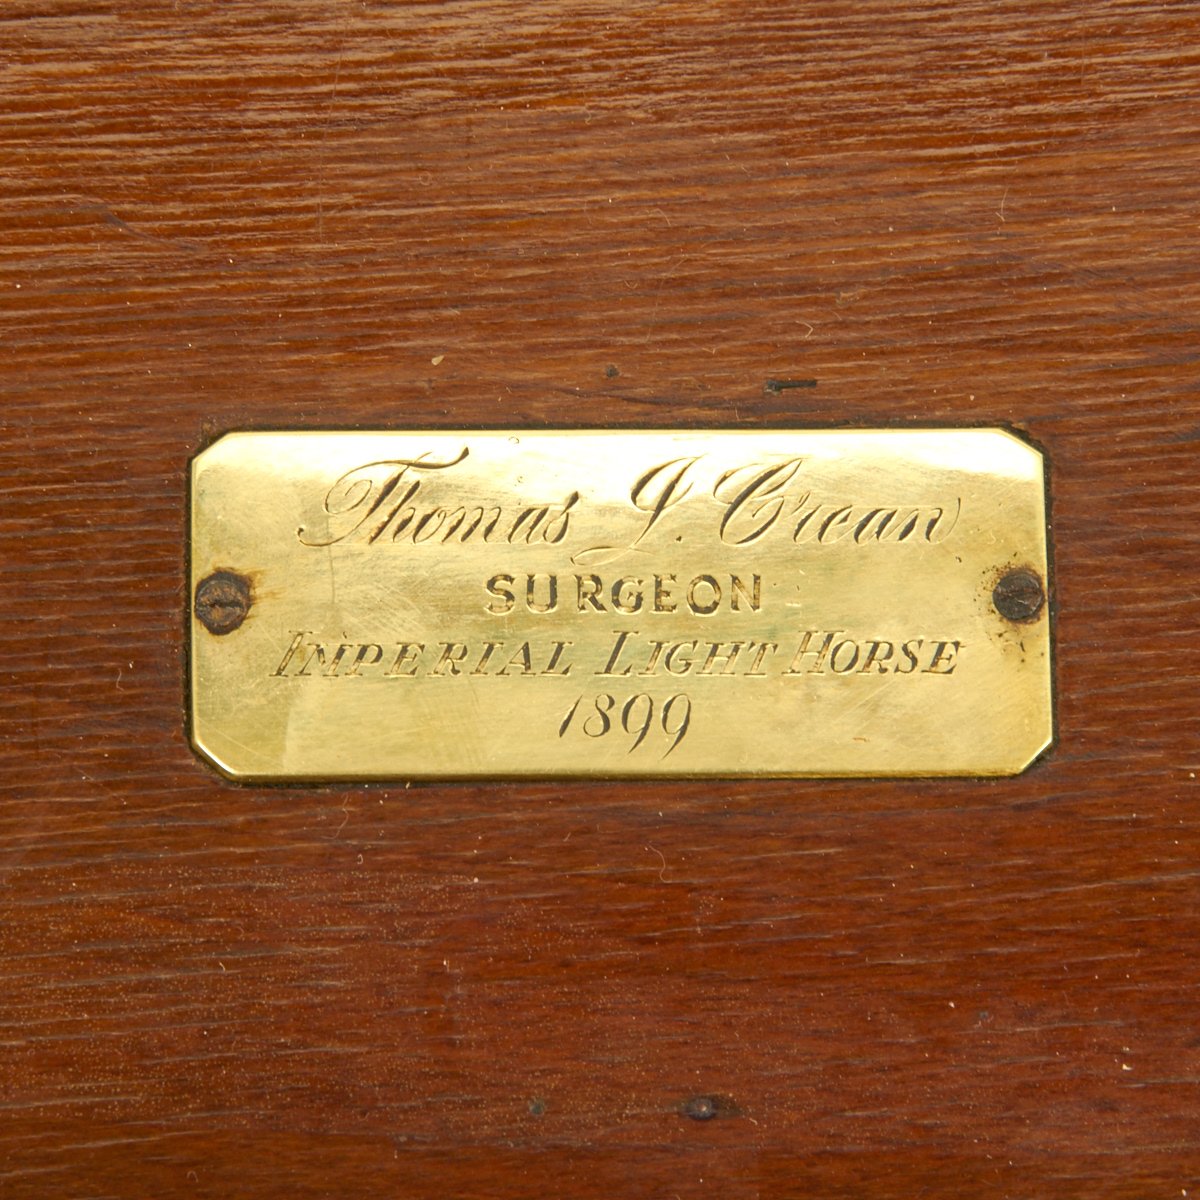 Thomas J. Crean
SURGEON
IMPERIAL LIGHT HORSE
1899